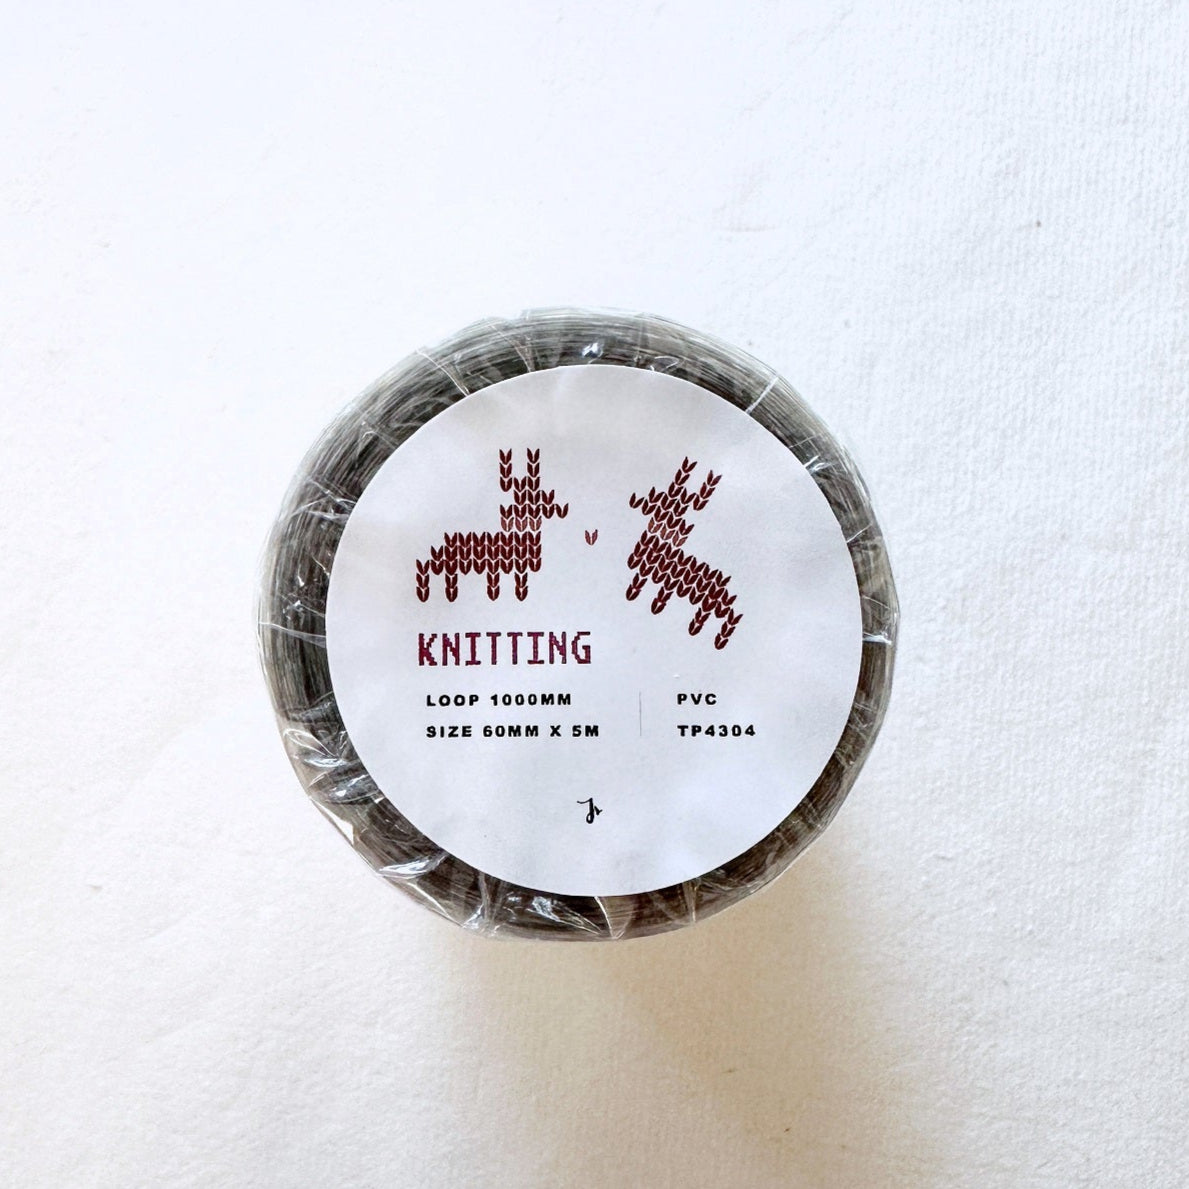 KNITTING
LOOP 1000MM
SIZE 60MM X 5M
PVC
TP4304